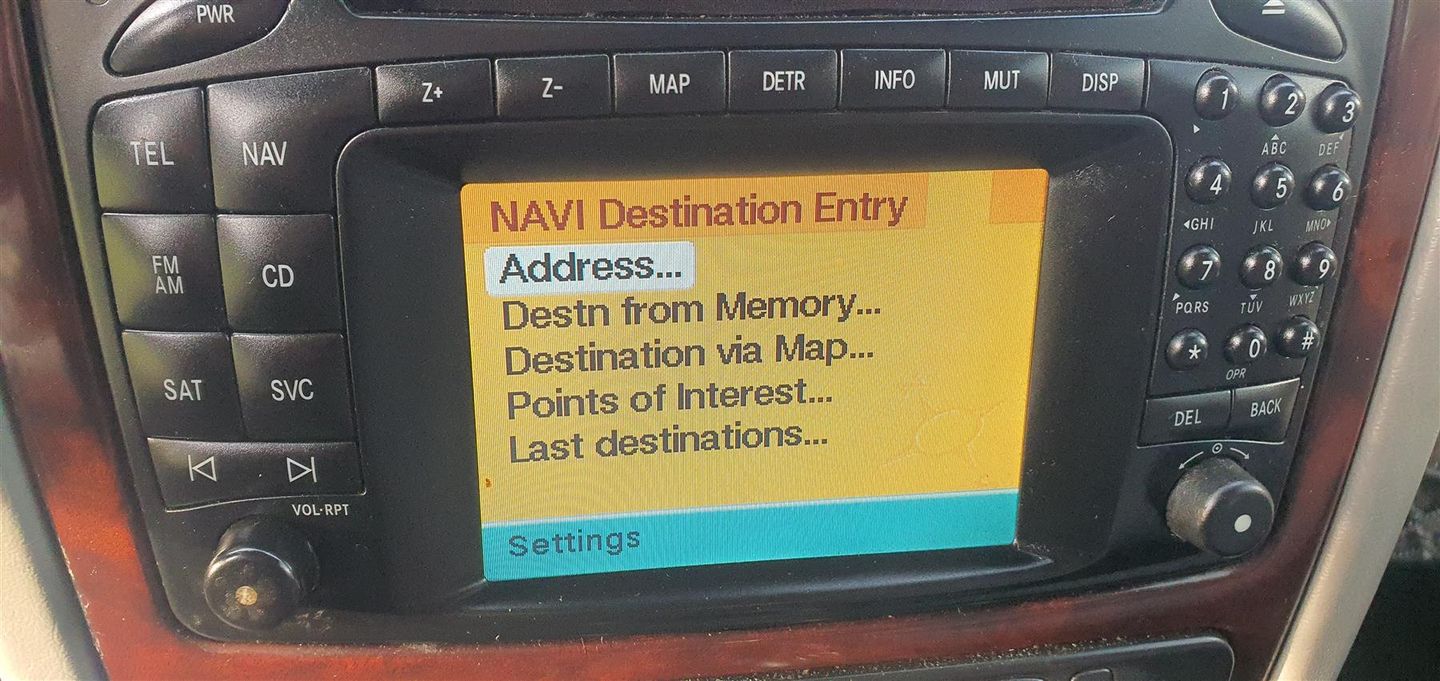 PWR
Z+
Z-
MAP
DETR
INFO
MUT
DISP
TEL
NAV
FM
AM
CD
SAT
SVC
VOL·RPT
NAVI Destination Entry
Address...
Destn from Memory...
Destination via Map...
Points of Interest...
Last destinations...
Settings
1
2
3
ABC
DEF
4
5
6
GHI
JKL
MNO
7
8
9
PQRS
TUV
WXYZ
*
0
#
OPR
DEL
BACK